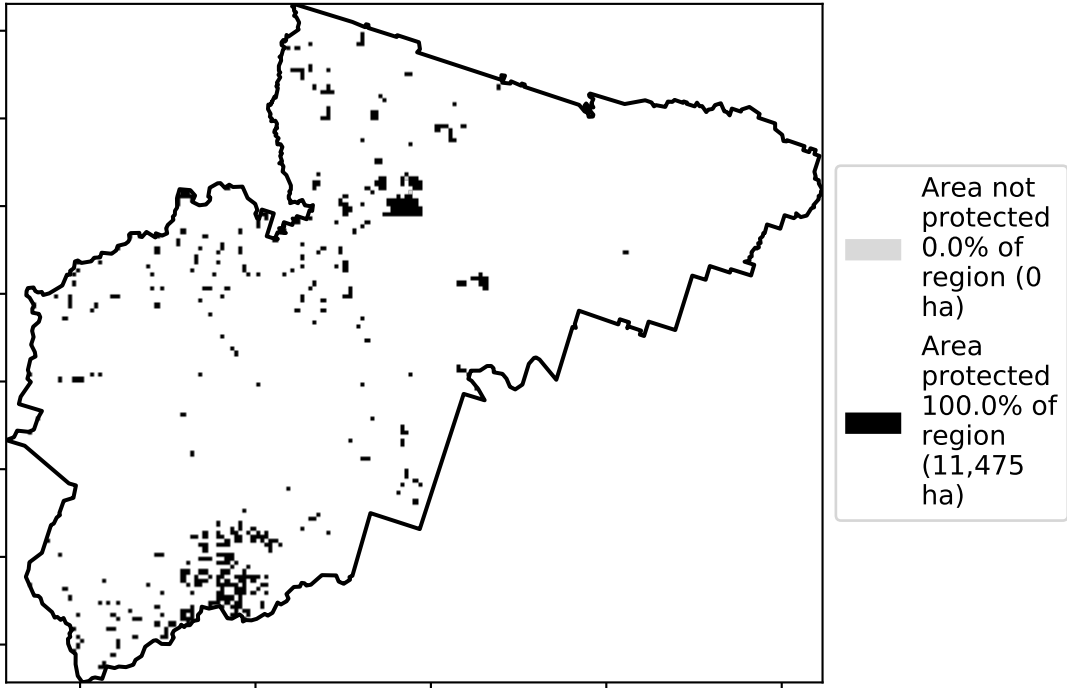 Area not
protected
0.0% of
region (0
ha)
Area
protected
100.0% of
region
(11,475
ha)